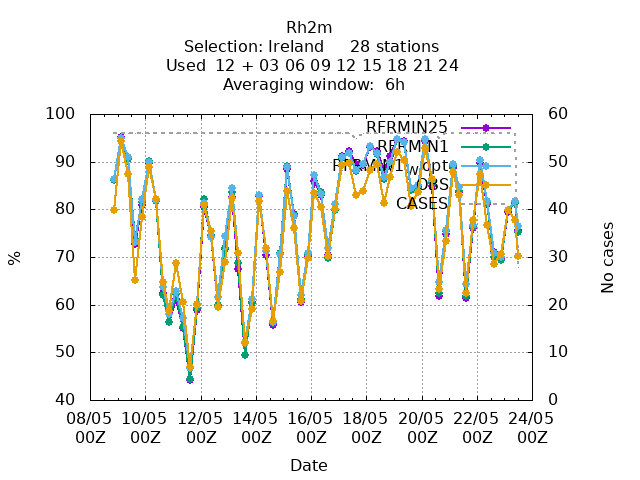 Rh2m
Selection: Ireland 28 stations
Used 12 + 03 06 09 12 15 18 21 24
Averaging window: 6h
100
90
80
70
60
50
40
%
60
50
40
30
20
10
0
No cases
RFRMIN25
RFRMIN1
RFRMIN1_W_opt
OBS
CASES
08/05 10/05 12/05 14/05 16/05 18/05 20/05 22/05 24/05
00Z 00Z 00Z 00Z 00Z 00Z 00Z 00Z 00Z
Date